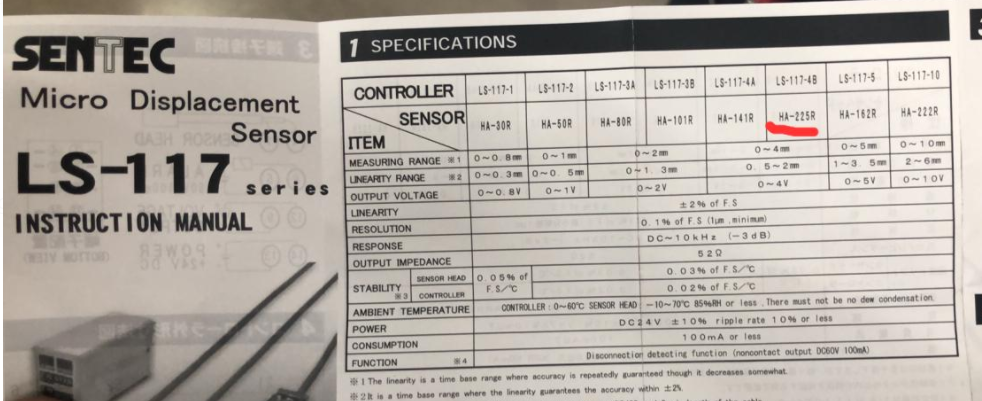 SENTEC
Micro Displacement
Sensor
LS-117 series
INSTRUCTION MANUAL
1 SPECIFICATIONS
CONTROLLER LS-117-1 LS-117-2 LS-117-3A LS-117-3B LS-117-4A LS-117-4B LS-117-5 LS-117-10
SENSOR HA-30R HA-50R HA-80R HA-101R HA-141R HA-225R HA-162R HA-222R
ITEM
MEASURING RANGE ※1 0~0.8mm 0~1mm 0~2mm 0~4mm 0~5mm 0~10mm
LINEARITY RANGE ※2 0~0.3mm 0~0.5mm 0~1.3mm 0.5~2mm 1~3.5mm 2~6mm
OUTPUT VOLTAGE 0~0.8V 0~1V 0~2V 0~4V 0~5V 0~10V
LINEARITY ±2% of F.S
RESOLUTION 0.1% of F.S (1μm .minimum)
RESPONSE DC~10kHz (-3dB)
OUTPUT IMPEDANCE 52Ω
STABILITY ※3 SENSOR HEAD 0.05% of F.S/℃ 0.03% of F.S/℃
CONTROLLER 0.02% of F.S/℃
AMBIENT TEMPERATURE CONTROLLER : 0~60℃ SENSOR HEAD -10~70℃ 85%RH or less .There must not be no dew condensation.
POWER DC24V ±10% ripple rate 10% or less
CONSUMPTION 100mA or less
FUNCTION ※4 Disconnection detecting function (noncontact output DC60V 100mA)
※1 The linearity is a time base range where accuracy is repeatedly guaranteed though it decreases somewhat.
※2 It is a time base range where the linearity guarantees the accuracy within ±2%.